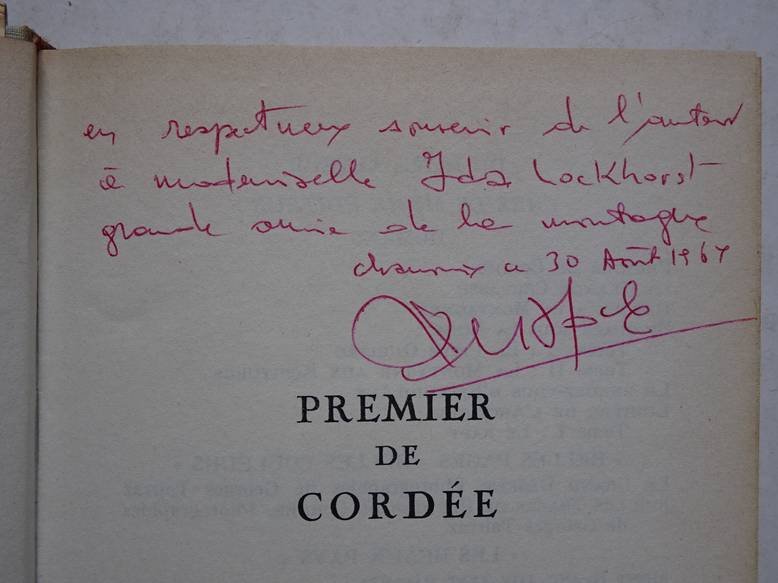 en respectueux souvenir de l'auteur
à mademoiselle Ida Lockhorst
grande amie de la montagne
chamonix le 30 Août 1967
PREMIER
DE
CORDÉE